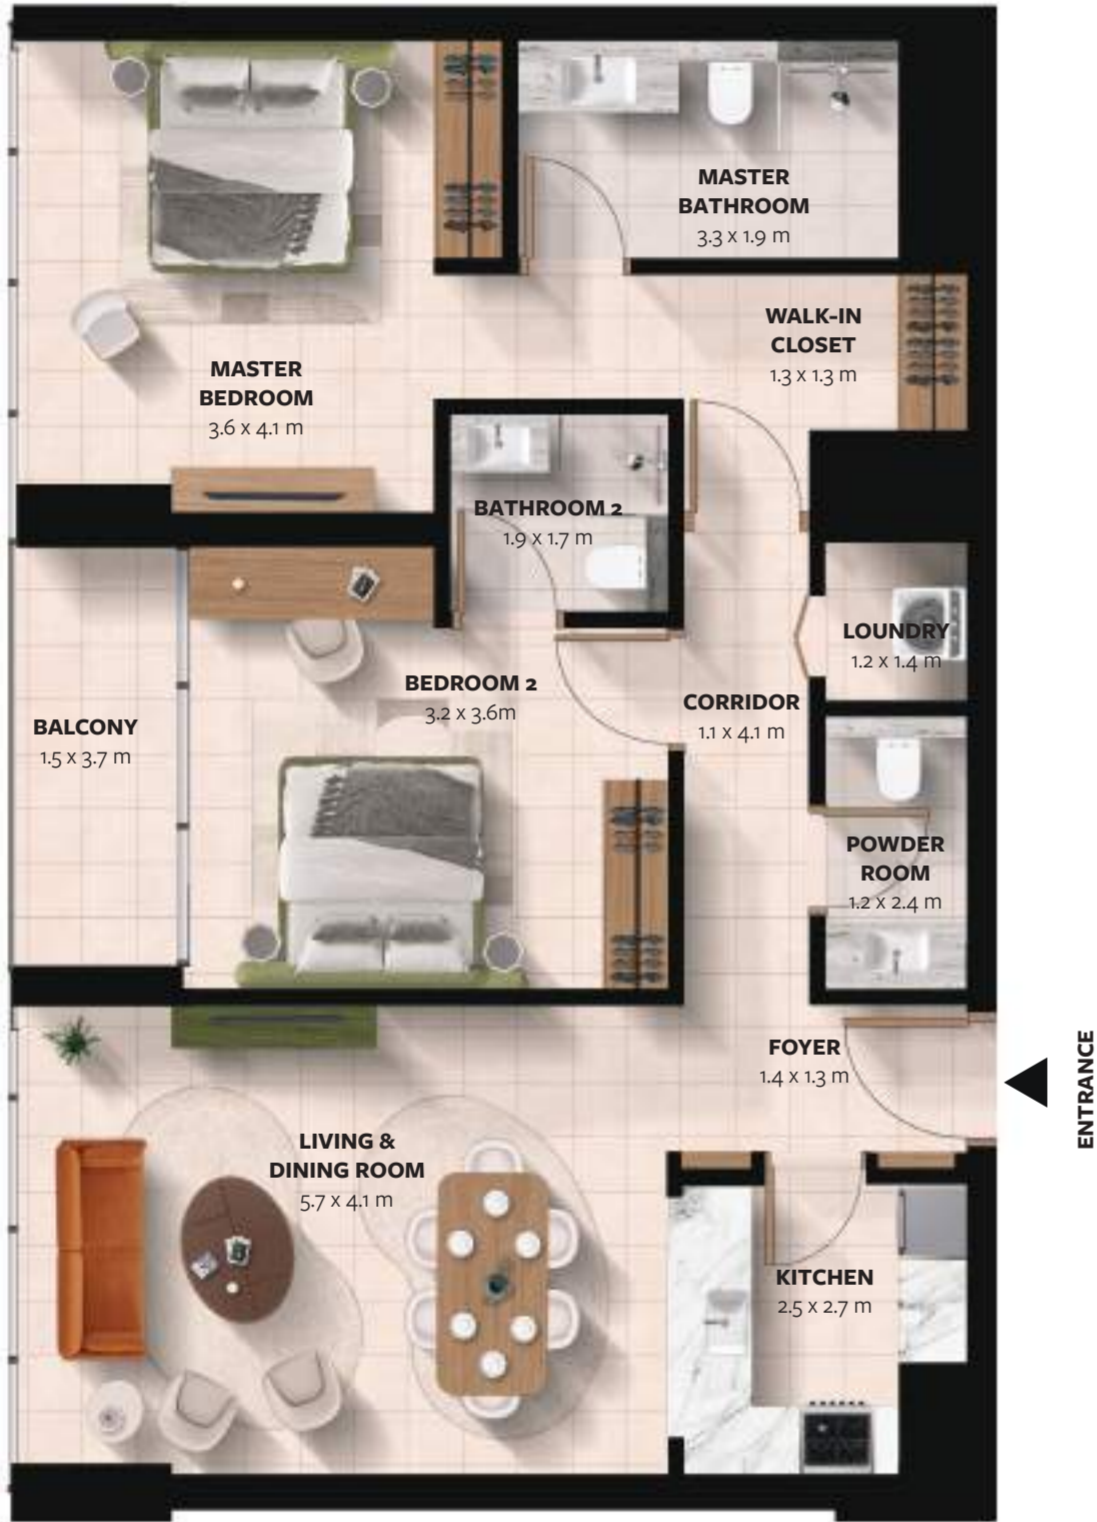 MASTER
BATHROOM
3.3 x 1.9 m
WALK-IN
CLOSET
1.3 x 1.3 m
MASTER
BEDROOM
3.6 x 4.1 m
BATHROOM 2
1.9 x 1.7 m
LOUNDRY
1.2 x 1.4 m
BEDROOM 2
3.2 x 3.6m
CORRIDOR
1.1 x 4.1 m
BALCONY
1.5 x 3.7 m
POWDER
ROOM
1.2 x 2.4 m
FOYER
1.4 x 1.3 m
ENTRANCE
LIVING &
DINING ROOM
5.7 x 4.1 m
KITCHEN
2.5 x 2.7 m